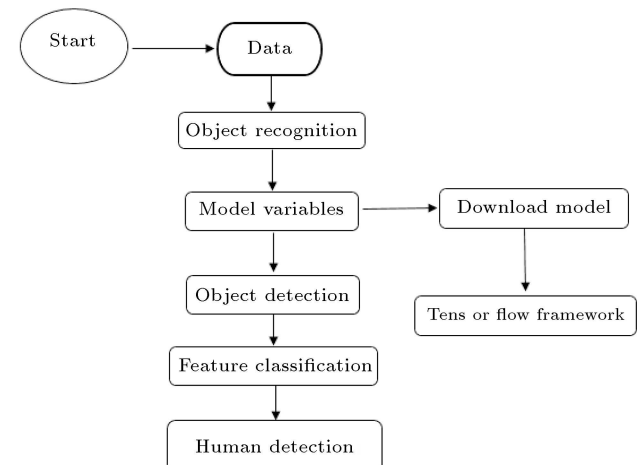 Start
Data
Object recognition
Model variables
Download model
Object detection
Tens or flow framework
Feature classification
Human detection